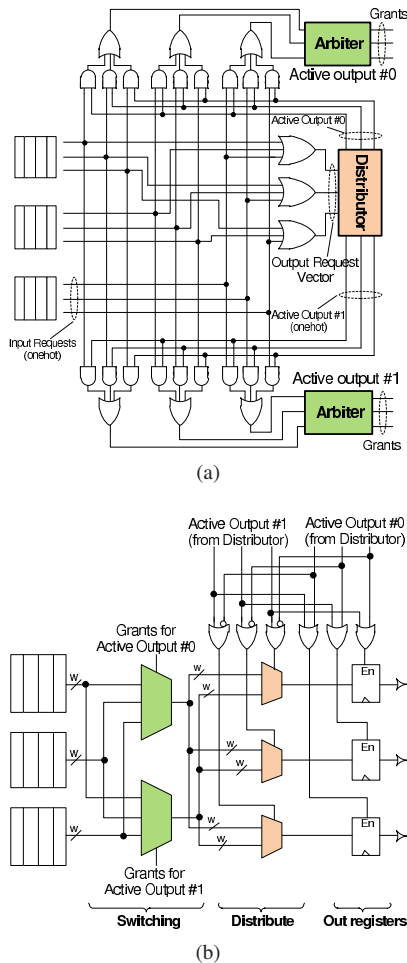 Grants
Arbiter
Active output #0
Active Output #0
Distributor
Output Request
Vector
Active Output #1
(onehot)
Input Requests
(onehot)
Active output #1
Arbiter
Grants
(a)
Active Output #1
(from Distributor)
Active Output #0
(from Distributor)
Grants for
Active Output #0
w
w
w
w
w
w
w
w
w
En
En
En
Grants for
Active Output #1
Switching
Distribute
Out registers
(b)